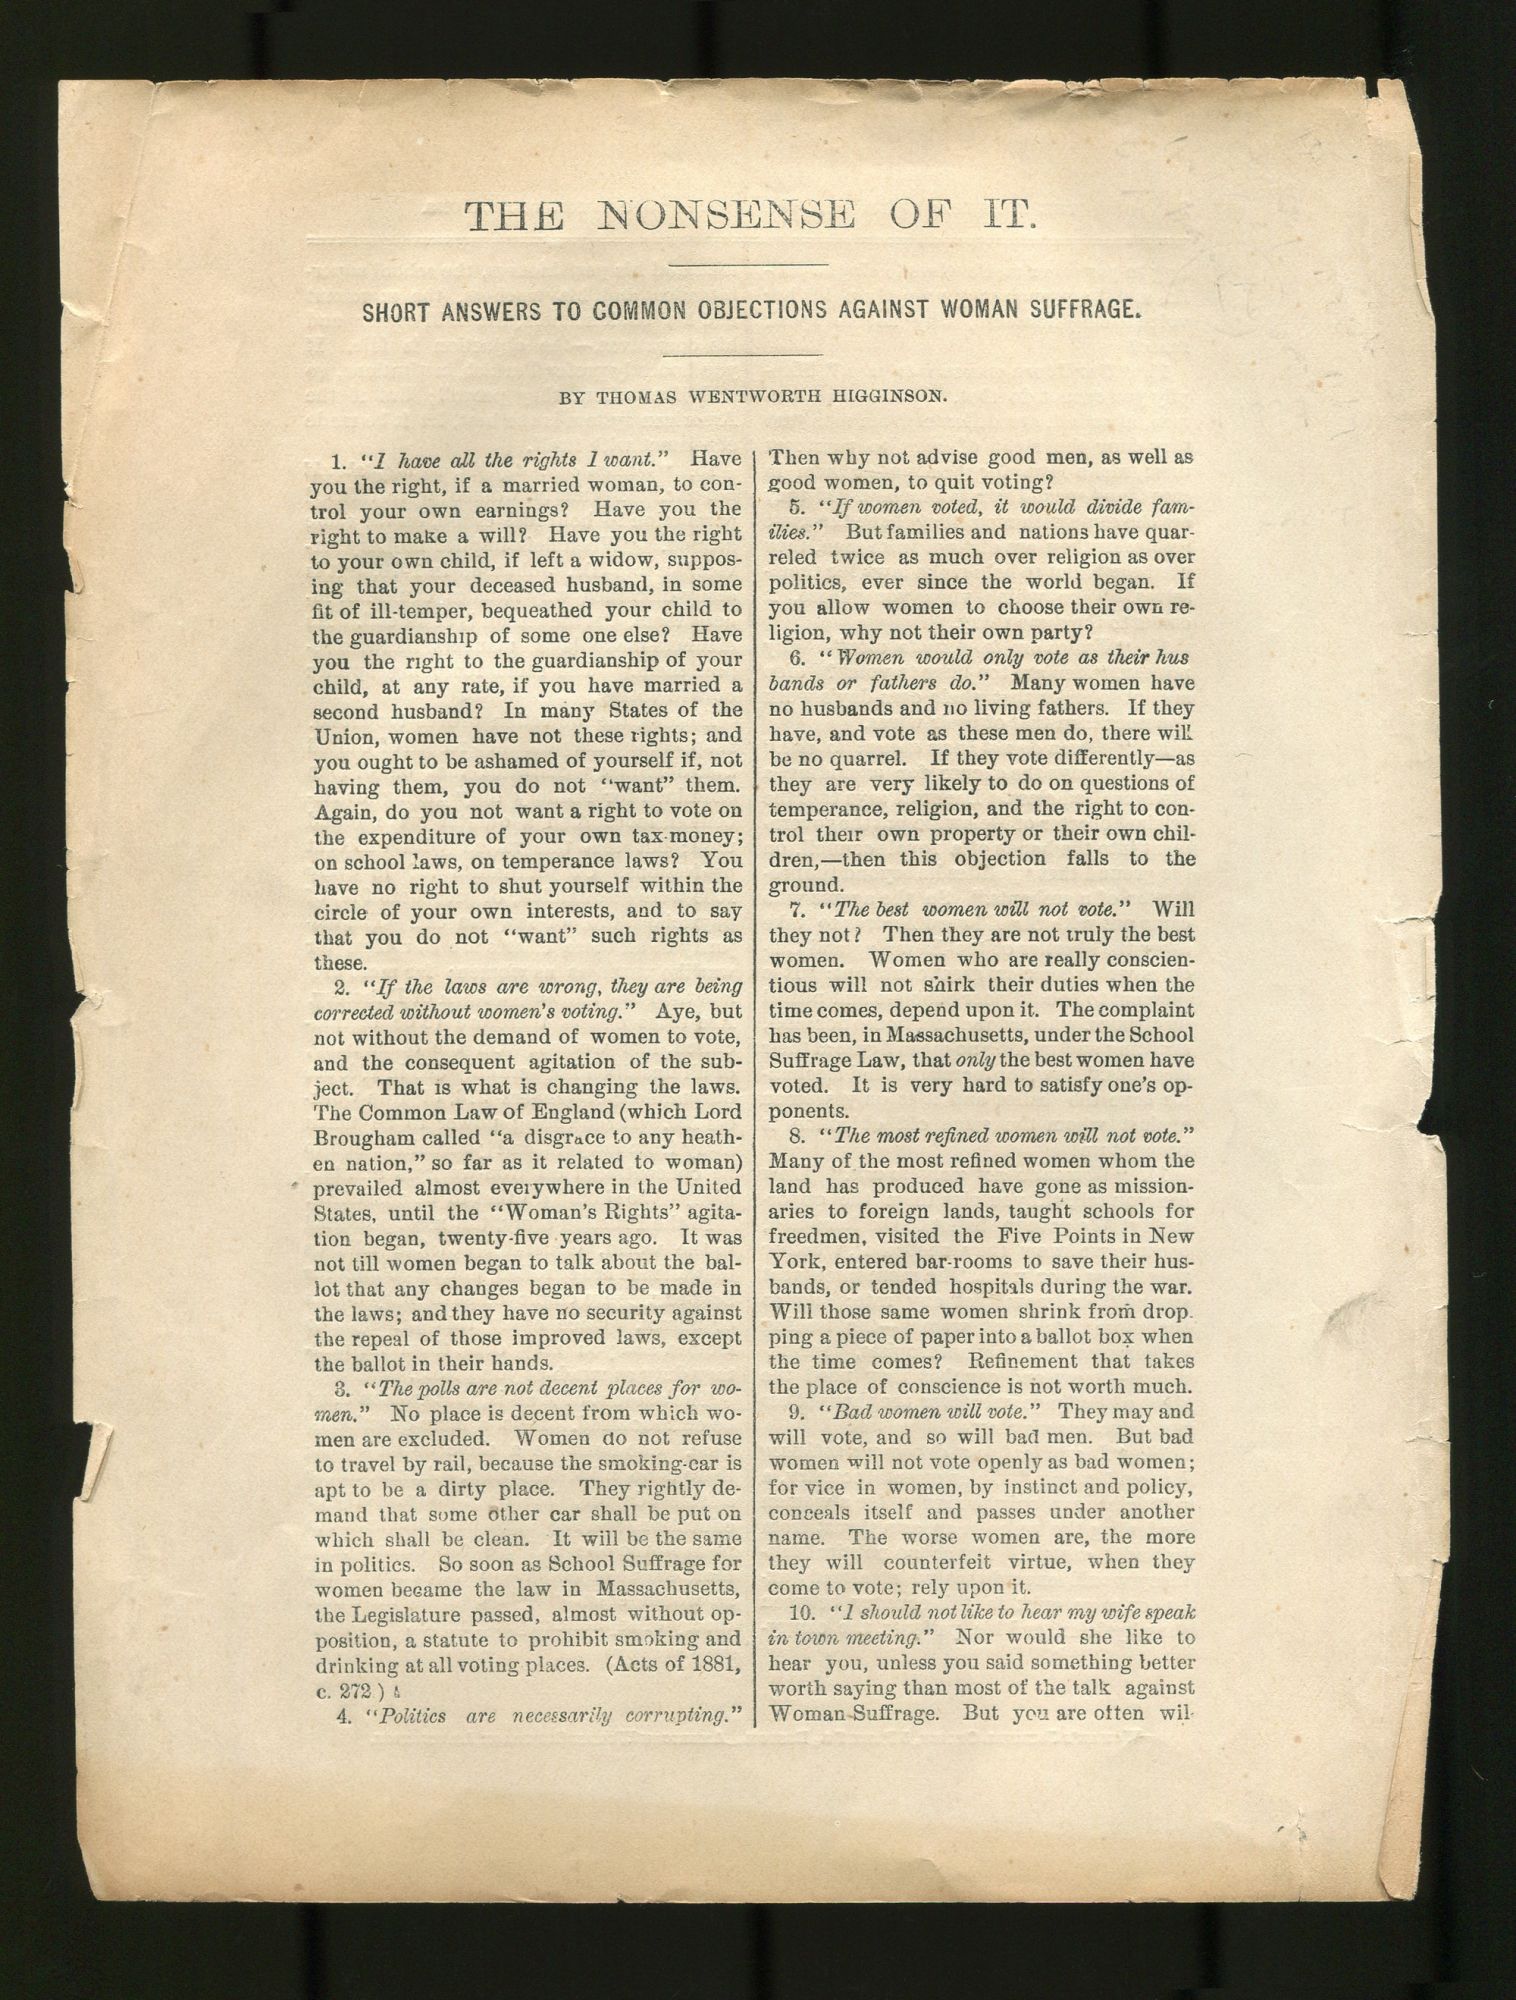 THE NONSENSE OF IT.
SHORT ANSWERS TO COMMON OBJECTIONS AGAINST WOMAN SUFFRAGE.
BY THOMAS WENTWORTH HIGGINSON.
1. "I have all the rights I want." Have
you the right, if a married woman, to con-
trol your own earnings? Have you the
right to make a will? Have you the right
to your own child, if left a widow, suppos-
ing that your deceased husband, in some
fit of ill-temper, bequeathed your child to
the guardianship of some one else? Have
you the right to the guardianship of your
child, at any rate, if you have married a
second husband? In many States of the
Union, women have not these rights; and
you ought to be ashamed of yourself if, not
having them, you do not "want" them.
Again, do you not want a right to vote on
the expenditure of your own tax-money;
on school laws, on temperance laws? You
have no right to shut yourself within the
circle of your own interests, and to say
that you do not "want" such rights as
these.
2. "If the laws are wrong, they are being
corrected without women's voting." Aye, but
not without the demand of women to vote,
and the consequent agitation of the sub-
ject. That is what is changing the laws.
The Common Law of England (which Lord
Brougham called "a disgrace to any heath-
en nation," so far as it related to woman)
prevailed almost everywhere in the United
States, until the "Woman's Rights" agita-
tion began, twenty-five years ago. It was
not till women began to talk about the bal-
lot that any changes began to be made in
the laws; and they have no security against
the repeal of those improved laws, except
the ballot in their hands.
3. "The polls are not decent places for wo-
men." No place is decent from which wo-
men are excluded. Women do not refuse
to travel by rail, because the smoking-car is
apt to be a dirty place. They rightly de-
mand that some other car shall be put on
which shall be clean. It will be the same
in politics. So soon as School Suffrage for
women became the law in Massachusetts,
the Legislature passed, almost without op-
position, a statute to prohibit smoking and
drinking at all voting places. (Acts of 1881,
c. 272)
4. "Politics are necessarily corrupting."
Then why not advise good men, as well as
good women, to quit voting?
5. "If women voted, it would divide fam-
ilies." But families and nations have quar-
reled twice as much over religion as over
politics, ever since the world began. If
you allow women to choose their own re-
ligion, why not their own party?
6. "Women would only vote as their hus
bands or fathers do." Many women have
no husbands and no living fathers. If they
have, and vote as these men do, there will
be no quarrel. If they vote differently—as
they are very likely to do on questions of
temperance, religion, and the right to con-
trol their own property or their own chil-
dren,—then this objection falls to the
ground.
7. "The best women will not vote." Will
they not? Then they are not truly the best
women. Women who are really conscien-
tious will not shirk their duties when the
time comes, depend upon it. The complaint
has been, in Massachusetts, under the School
Suffrage Law, that only the best women have
voted. It is very hard to satisfy one's op-
ponents.
8. "The most refined women will not vote."
Many of the most refined women whom the
land has produced have gone as mission-
aries to foreign lands, taught schools for
freedmen, visited the Five Points in New
York, entered bar-rooms to save their hus-
bands, or tended hospitals during the war.
Will those same women shrink from drop-
ping a piece of paper into a ballot box when
the time comes? Refinement that takes
the place of conscience is not worth much.
9. "Bad women will vote." They may and
will vote, and so will bad men. But bad
women will not vote openly as bad women;
for vice in women, by instinct and policy,
conceals itself and passes under another
name. The worse women are, the more
they will counterfeit virtue, when they
come to vote; rely upon it.
10. "I should not like to hear my wife speak
in town meeting." Nor would she like to
hear you, unless you said something better
worth saying than most of the talk against
Woman-Suffrage. But you are often wil-